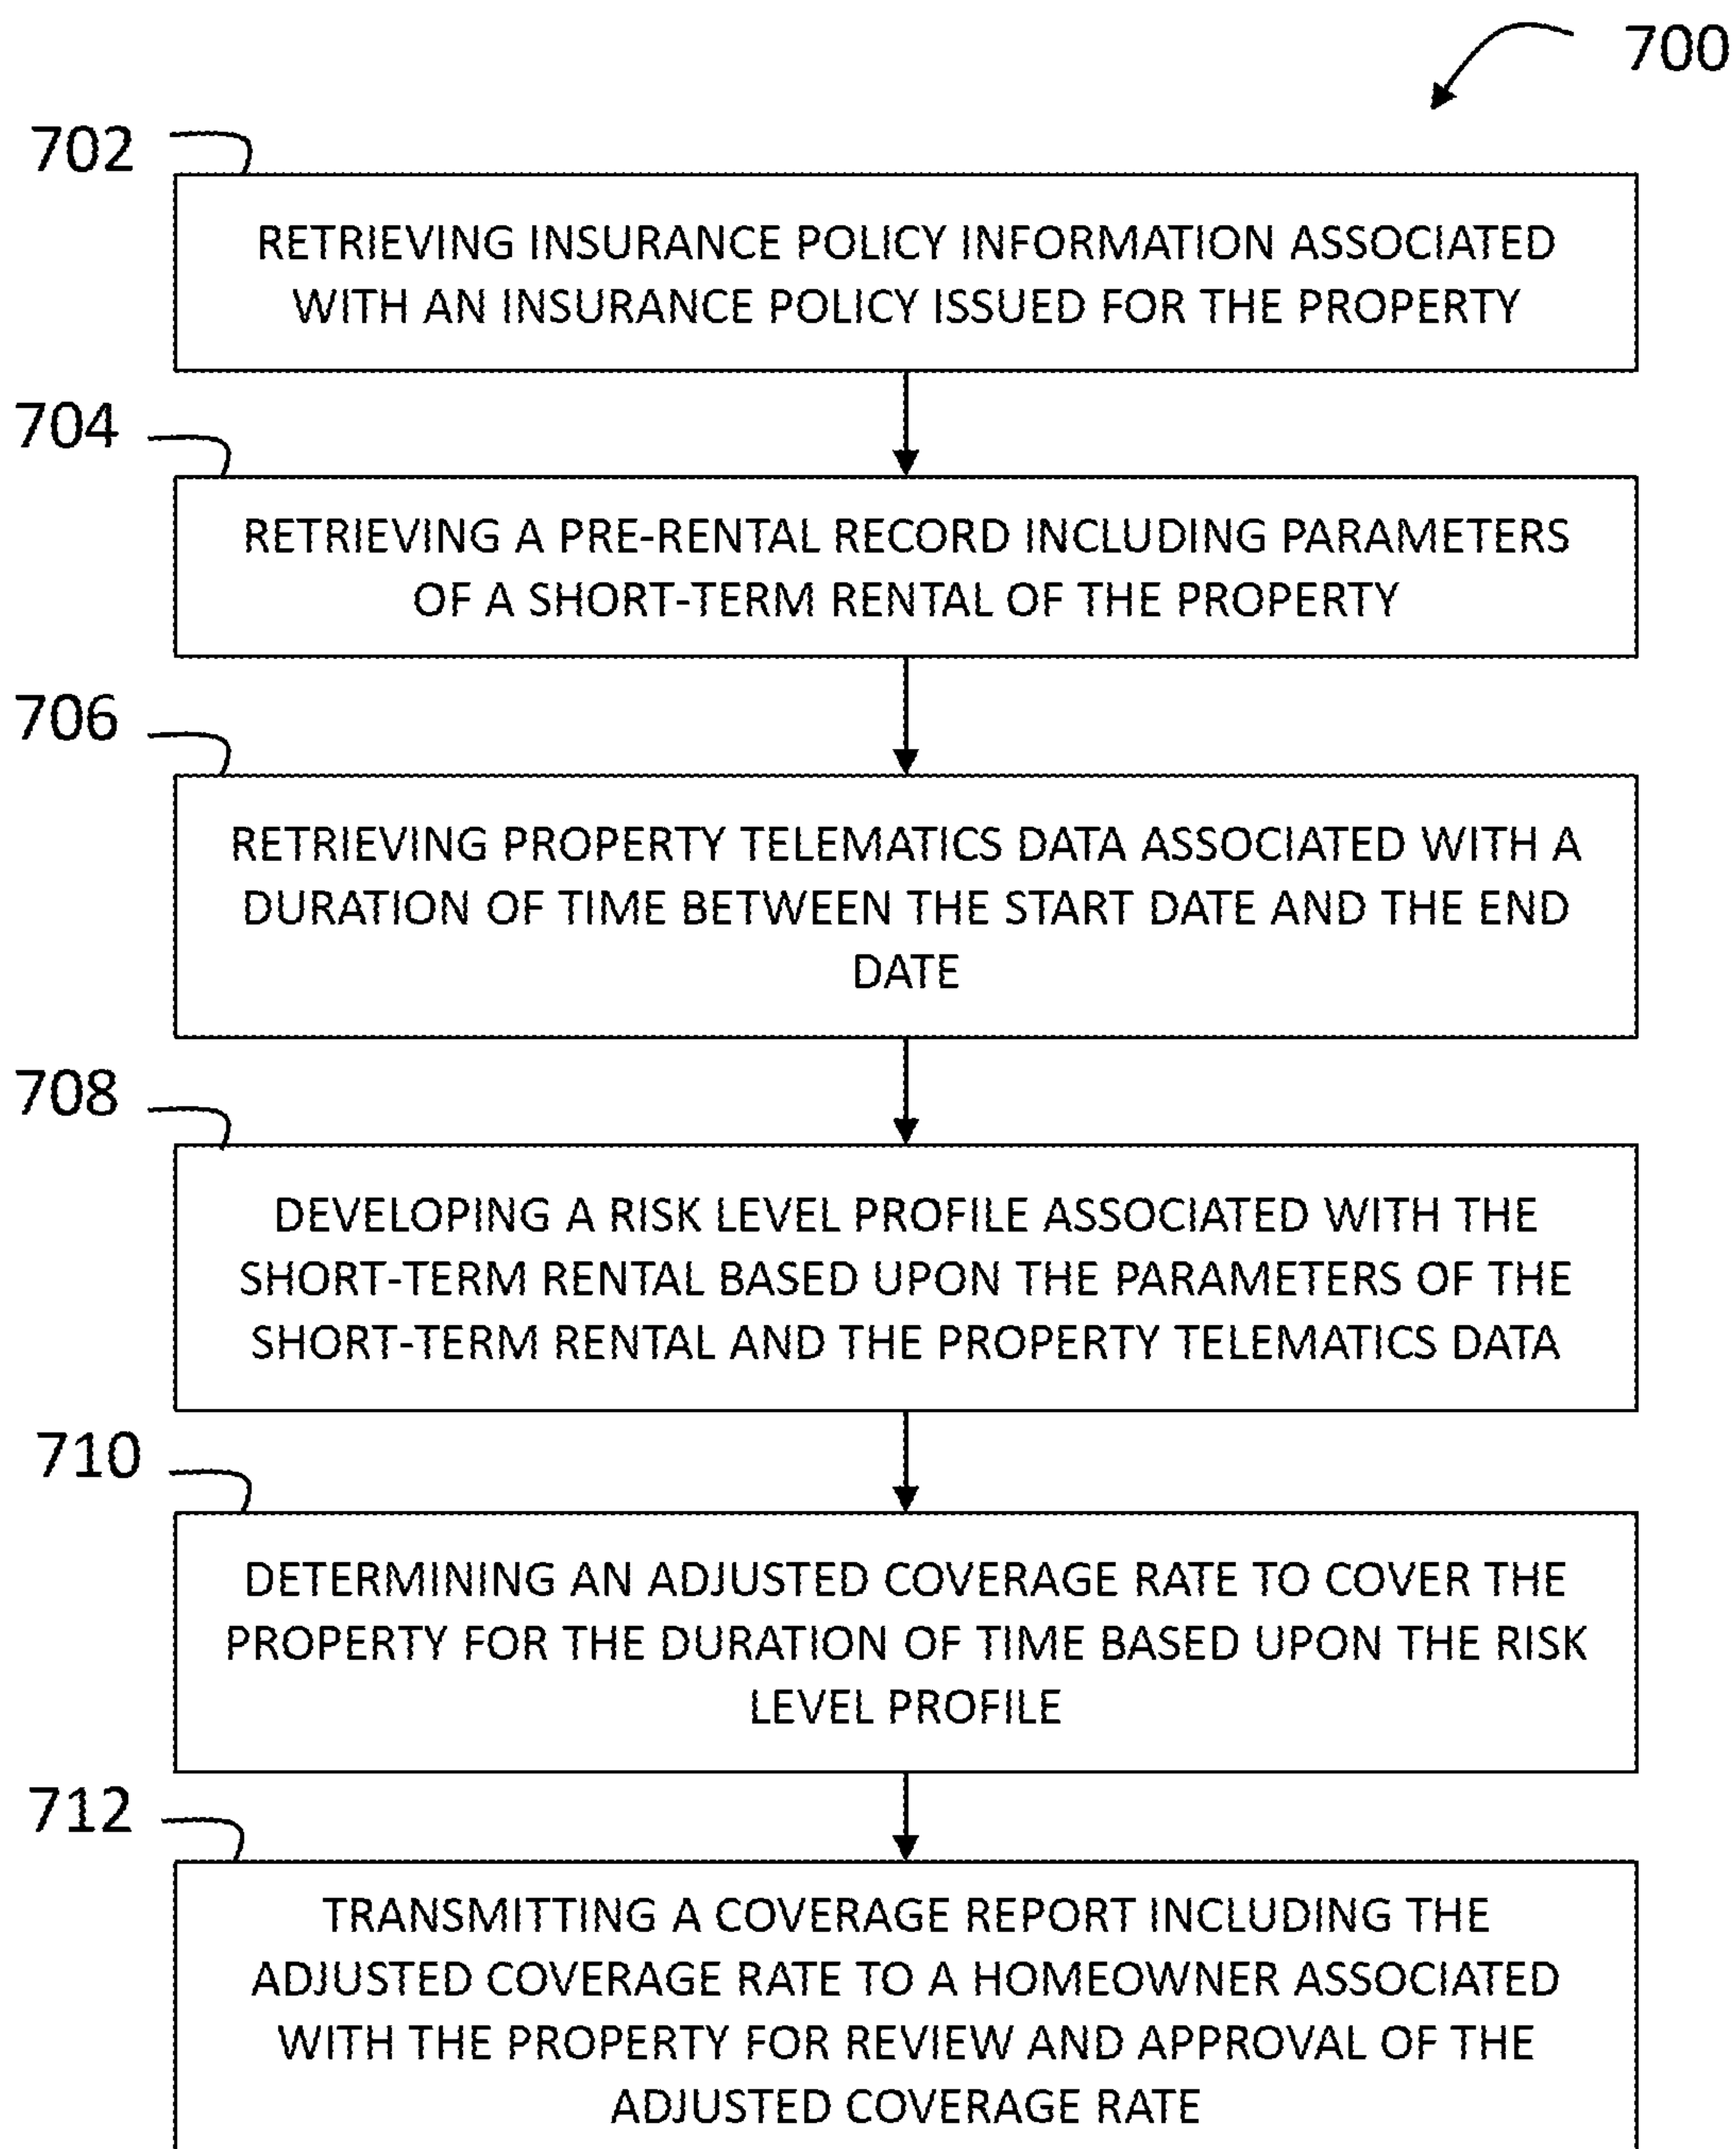 700
702
RETRIEVING INSURANCE POLICY INFORMATION ASSOCIATED
WITH AN INSURANCE POLICY ISSUED FOR THE PROPERTY
704
RETRIEVING A PRE-RENTAL RECORD INCLUDING PARAMETERS
OF A SHORT-TERM RENTAL OF THE PROPERTY
706
RETRIEVING PROPERTY TELEMATICS DATA ASSOCIATED WITH A
DURATION OF TIME BETWEEN THE START DATE AND THE END
DATE
708
DEVELOPING A RISK LEVEL PROFILE ASSOCIATED WITH THE
SHORT-TERM RENTAL BASED UPON THE PARAMETERS OF THE
SHORT-TERM RENTAL AND THE PROPERTY TELEMATICS DATA
710
DETERMINING AN ADJUSTED COVERAGE RATE TO COVER THE
PROPERTY FOR THE DURATION OF TIME BASED UPON THE RISK
LEVEL PROFILE
712
TRANSMITTING A COVERAGE REPORT INCLUDING THE
ADJUSTED COVERAGE RATE TO A HOMEOWNER ASSOCIATED
WITH THE PROPERTY FOR REVIEW AND APPROVAL OF THE
ADJUSTED COVERAGE RATE